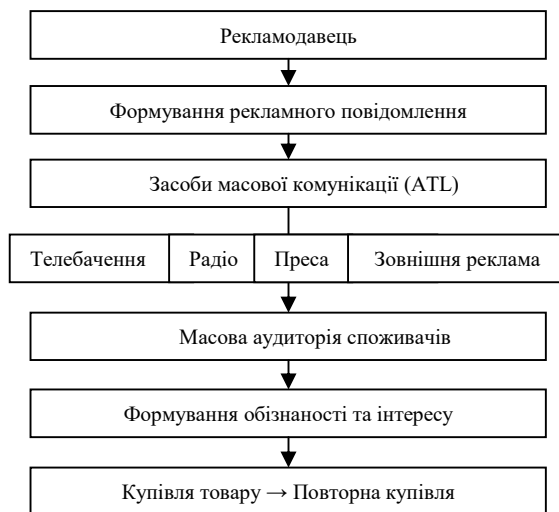 Рекламодавець
Формування рекламного повідомлення
Засоби масової комунікації (ATL)
Телебачення Радіо Преса Зовнішня реклама
Масова аудиторія споживачів
Формування обізнаності та інтересу
Купівля товару → Повторна купівля